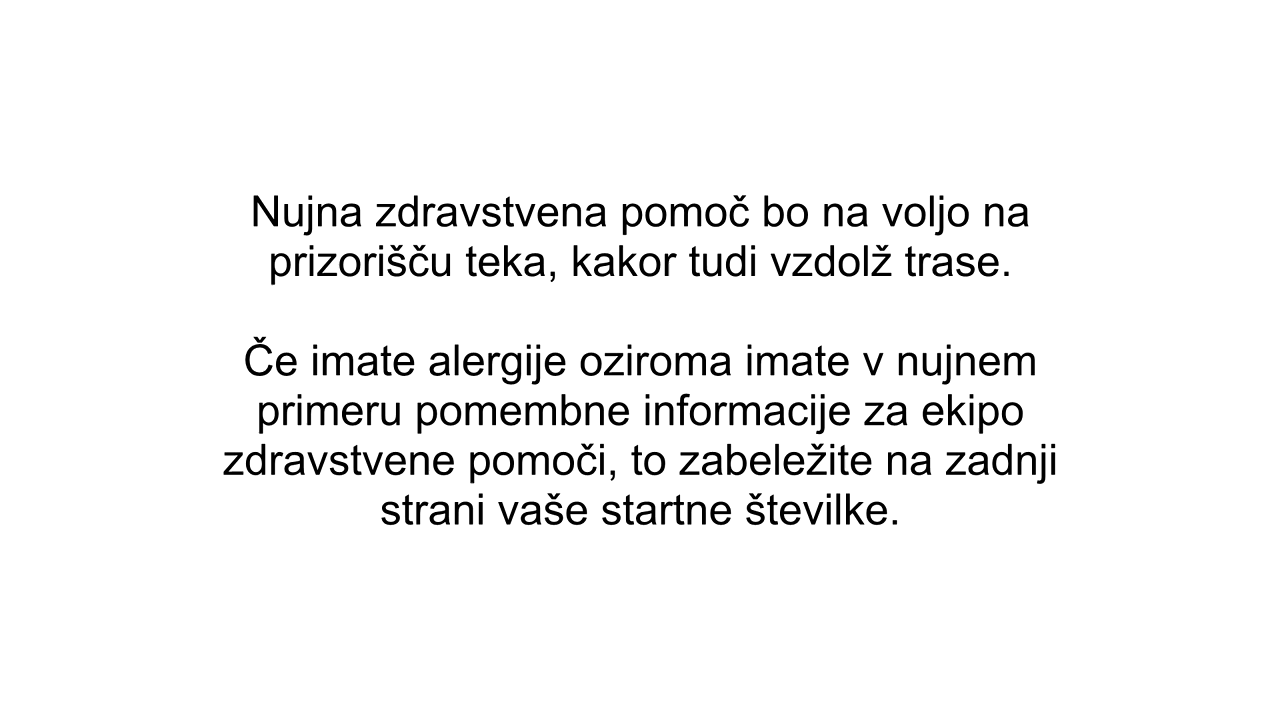 Nujna zdravstvena pomoč bo na voljo na
prizorišču teka, kakor tudi vzdolž trase.
Če imate alergije oziroma imate v nujnem
primeru pomembne informacije za ekipo
zdravstvene pomoči, to zabeležite na zadnji
strani vaše startne številke.